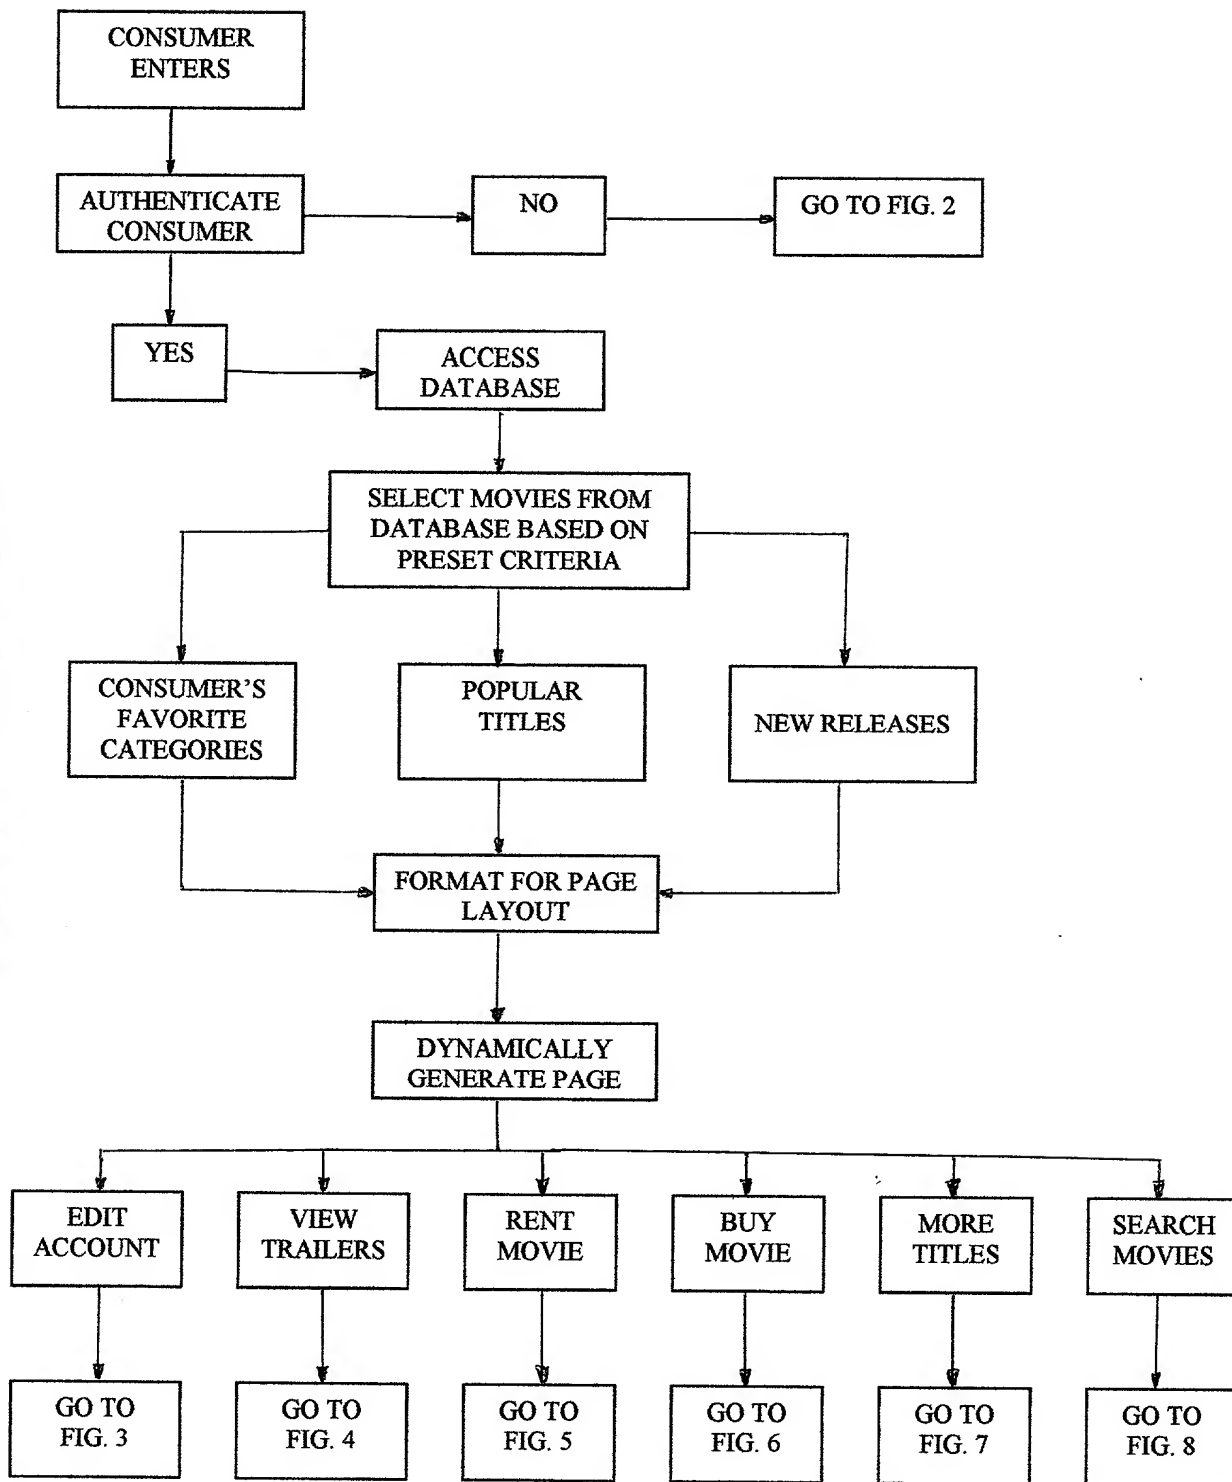 CONSUMER
ENTERS
AUTHENTICATE
CONSUMER
NO
GO TO FIG. 2
YES
ACCESS
DATABASE
SELECT MOVIES FROM
DATABASE BASED ON
PRESET CRITERIA
CONSUMER'S
FAVORITE
CATEGORIES
POPULAR
TITLES
NEW RELEASES
FORMAT FOR PAGE
LAYOUT
DYNAMICALLY
GENERATE PAGE
EDIT
ACCOUNT
VIEW
TRAILERS
RENT
MOVIE
BUY
MOVIE
MORE
TITLES
SEARCH
MOVIES
GO TO
FIG. 3
GO TO
FIG. 4
GO TO
FIG. 5
GO TO
FIG. 6
GO TO
FIG. 7
GO TO
FIG. 8